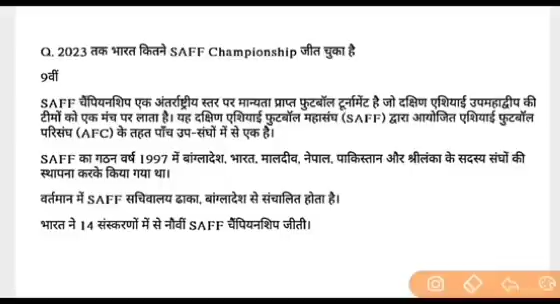 Q. 2023 तक भारत कितने SAFF Championship जीत चुका है
9वीं
SAFF चैंपियनशिप एक अंतर्राष्ट्रीय स्तर पर मान्यता प्राप्त फुटबॉल टूर्नामेंट है जो दक्षिण एशियाई उपमहाद्वीप की
टीमों को एक मंच पर लाता है। यह दक्षिण एशियाई फुटबॉल महासंघ (SAFF) द्वारा आयोजित एशियाई फुटबॉल
परिसंघ (AFC) के तहत पाँच उप-संघों में से एक है।
SAFF का गठन वर्ष 1997 में बांग्लादेश, भारत, मालदीव, नेपाल, पाकिस्तान और श्रीलंका के सदस्य संघों की
स्थापना करके किया गया था।
वर्तमान में SAFF सचिवालय ढाका, बांग्लादेश से संचालित होता है।
भारत ने 14 संस्करणों में से नौवीं SAFF चैंपियनशिप जीती।